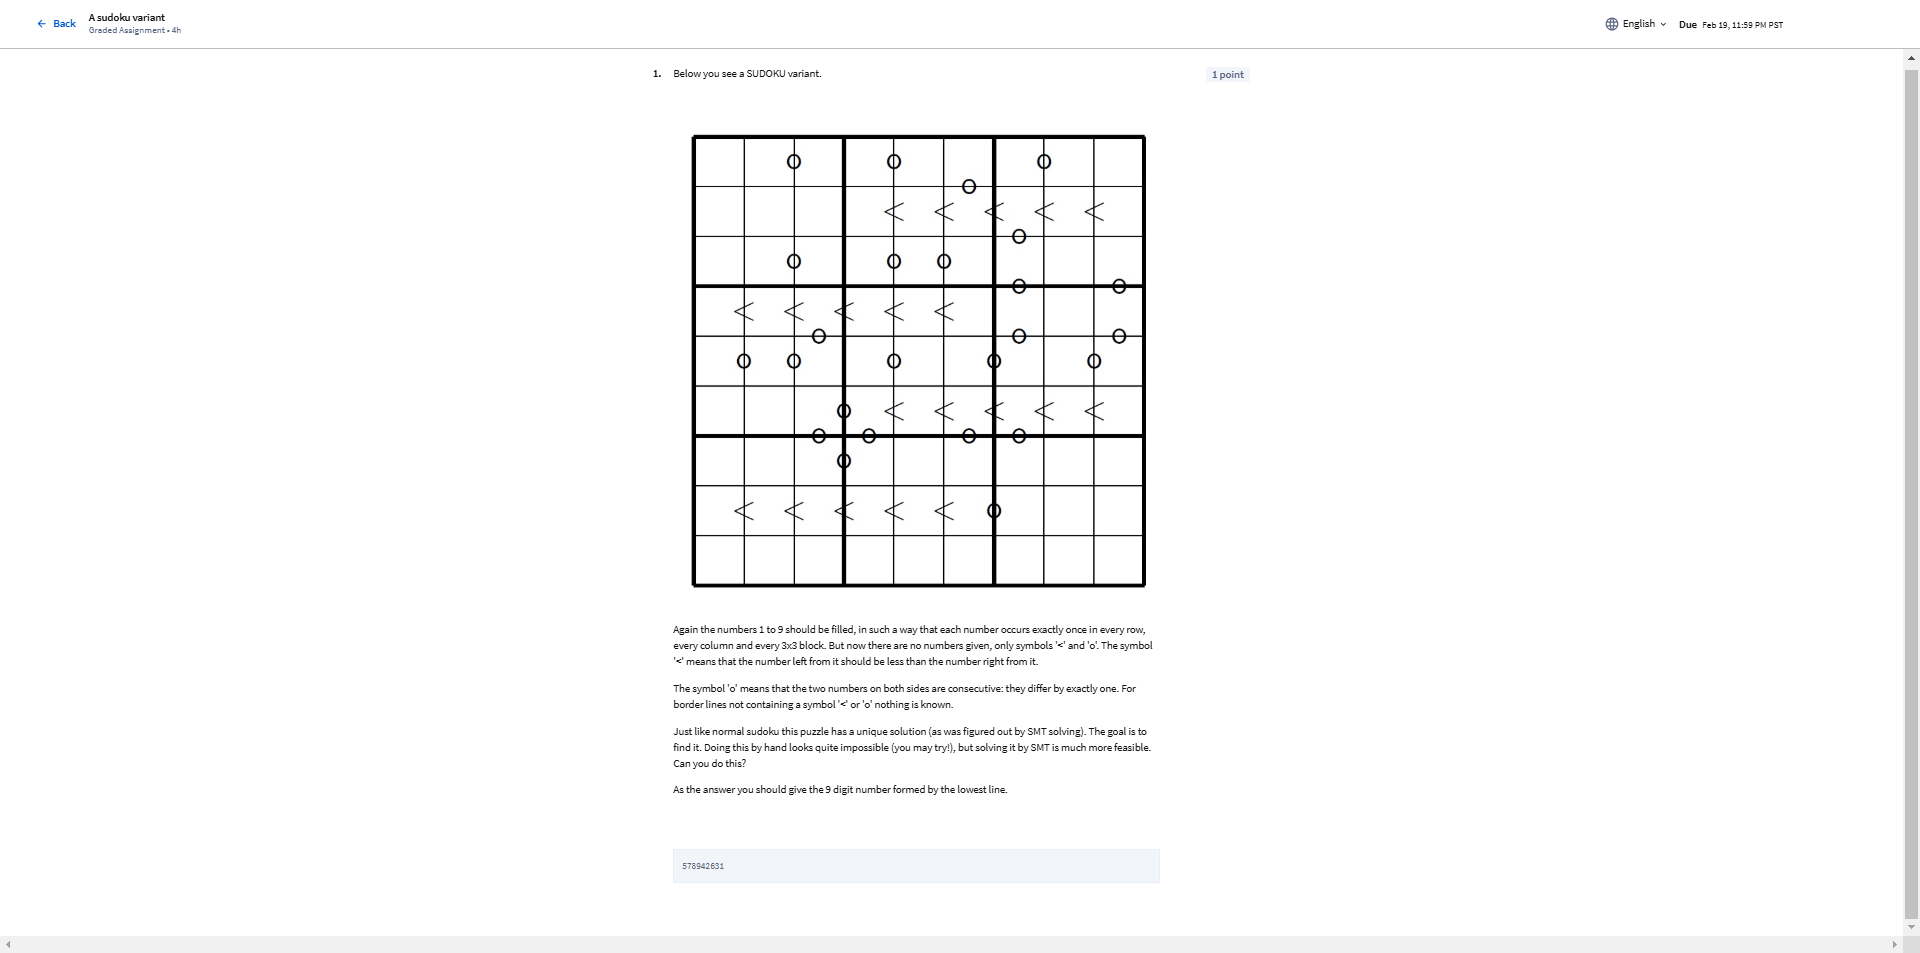 Back
A sudoku variant
Graded Assignment • 4h
English
Due Feb 19, 11:59 PM PST
1. Below you see a SUDOKU variant.
1 point
o o o
o
< < < < <
o
o o o
o o
< < < < <
o o o
o o o o o
o < < < < <
o o o o
o
< < < < < o
Again the numbers 1 to 9 should be filled, in such a way that each number occurs exactly once in every row,
every column and every 3x3 block. But now there are no numbers given, only symbols '<' and 'o'. The symbol
'<' means that the number left from it should be less than the number right from it.
The symbol 'o' means that the two numbers on both sides are consecutive: they differ by exactly one. For
border lines not containing a symbol '<' or 'o' nothing is known.
Just like normal sudoku this puzzle has a unique solution (as was figured out by SMT solving). The goal is to
find it. Doing this by hand looks quite impossible (you may try!), but solving it by SMT is much more feasible.
Can you do this?
As the answer you should give the 9 digit number formed by the lowest line.
578942631